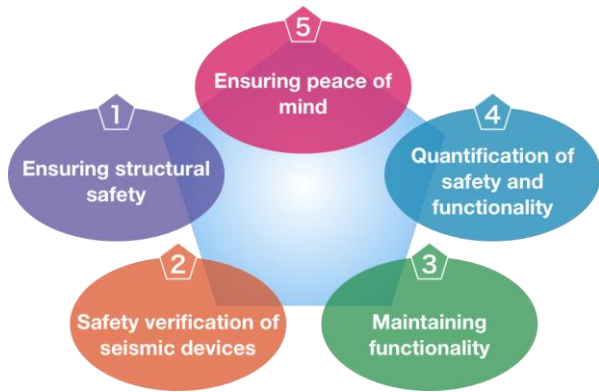 5
Ensuring peace of
mind
1
Ensuring structural
safety
4
Quantification of
safety and
functionality
2
Safety verification of
seismic devices
3
Maintaining
functionality